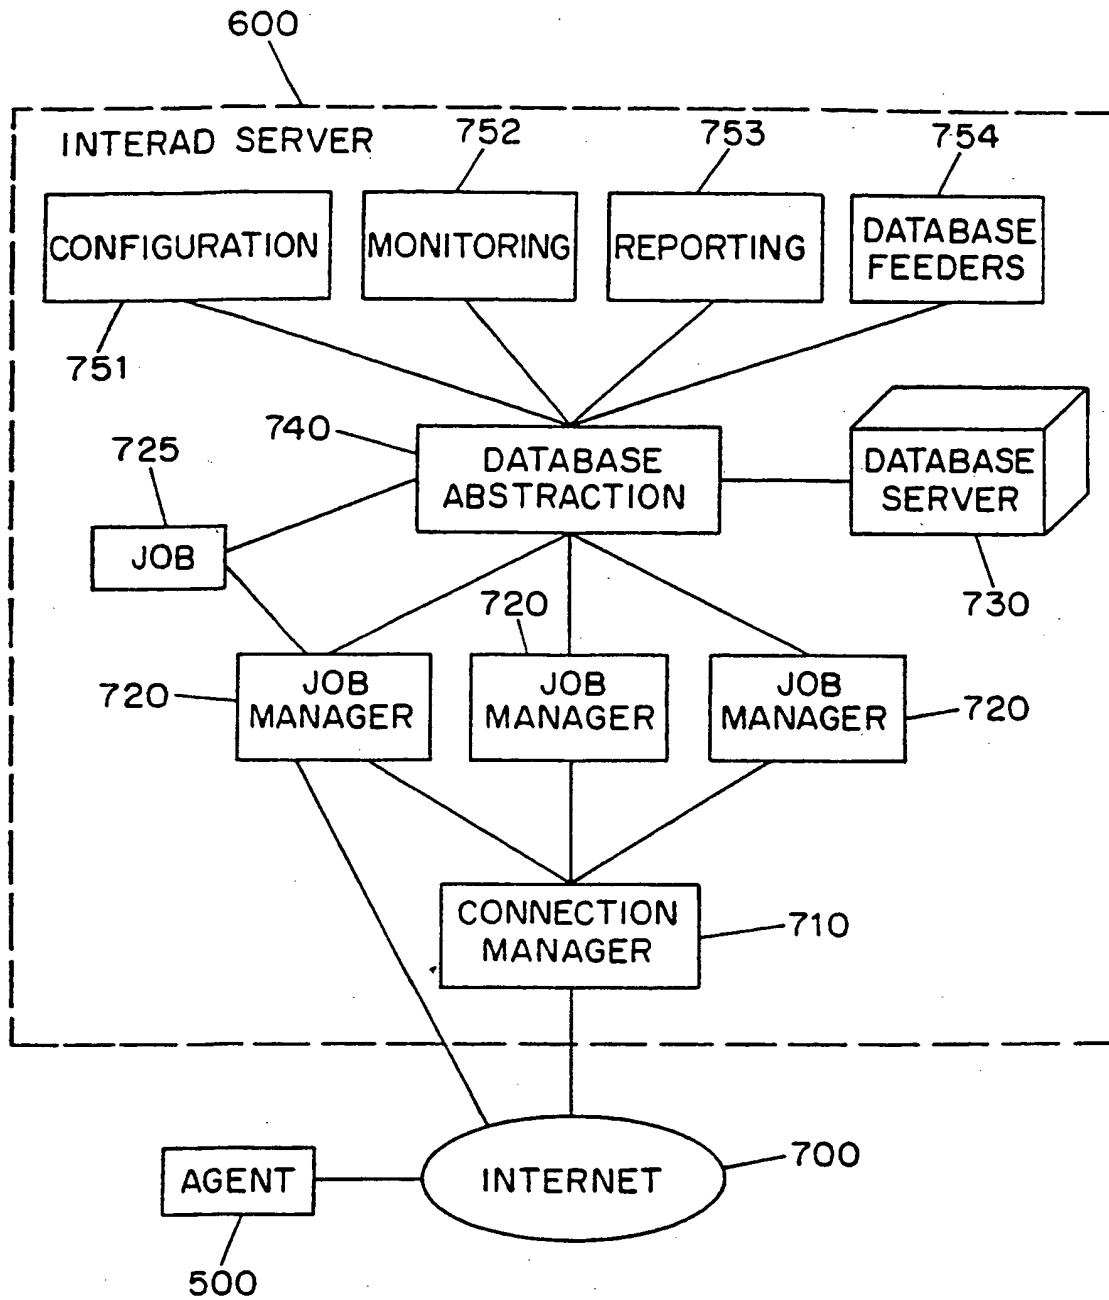 600
INTERAD SERVER
752
753
754
CONFIGURATION
MONITORING
REPORTING
DATABASE
FEEDERS
751
740
725
DATABASE
ABSTRACTION
DATABASE
SERVER
JOB
720
730
720
JOB
MANAGER
JOB
MANAGER
JOB
MANAGER
720
CONNECTION
MANAGER
710
700
AGENT
INTERNET
500